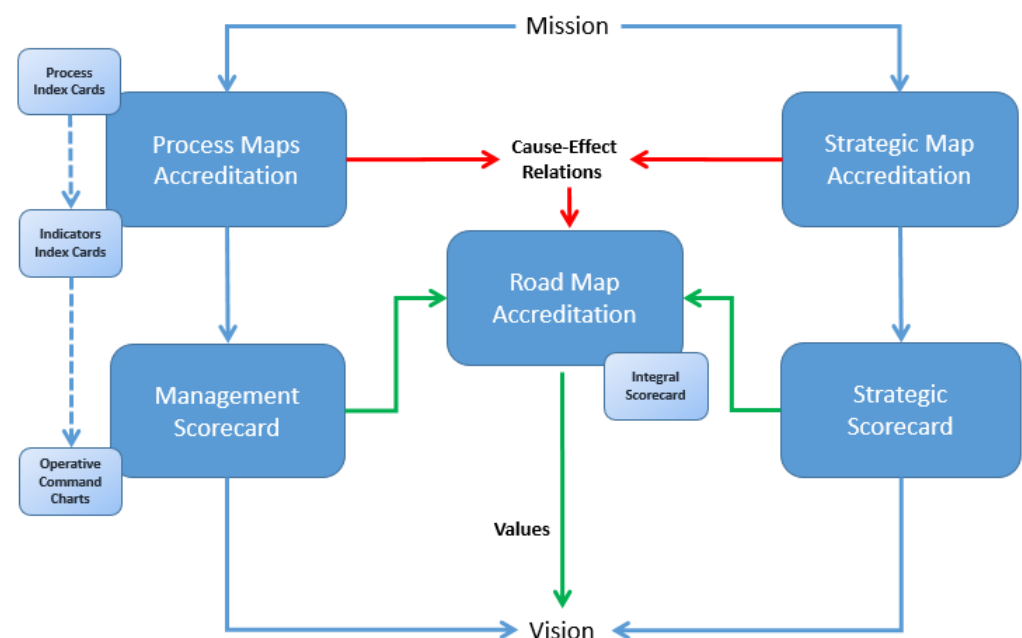 Mission
Process
Index Cards
Process Maps
Accreditation
Cause-Effect
Relations
Strategic Map
Accreditation
Indicators
Index Cards
Road Map
Accreditation
Management
Scorecard
Integral
Scorecard
Strategic
Scorecard
Operative
Command
Charts
Values
Vision